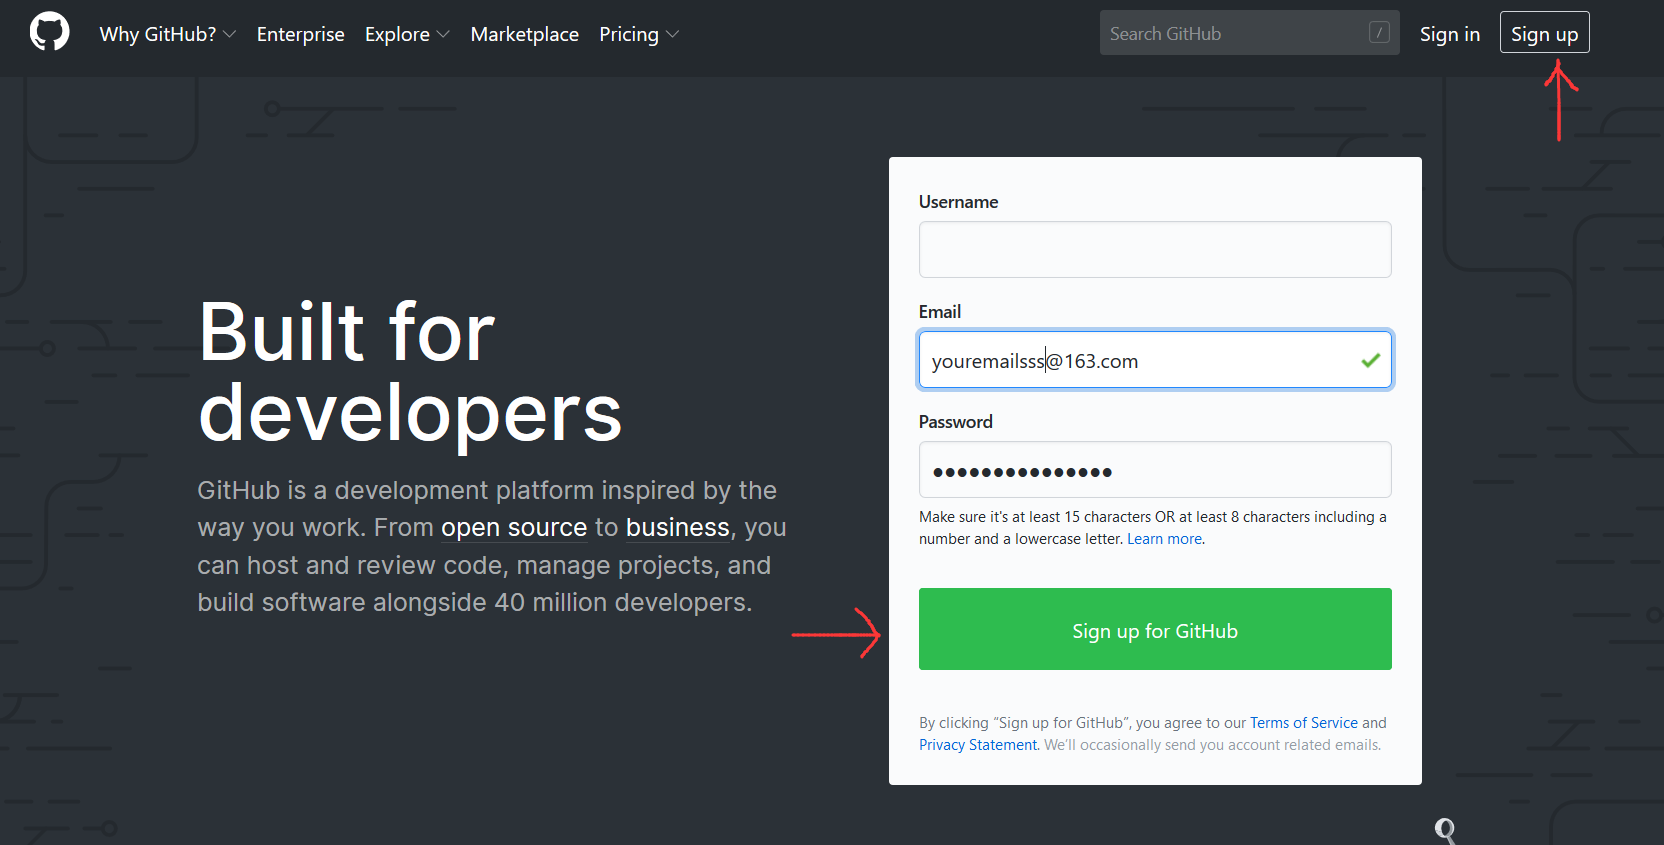 Why GitHub? Enterprise Explore Marketplace Pricing Search GitHub / Sign in Sign up
Username
Email
youremailsss@163.com
Password
●●●●●●●●●●●●●●●
Make sure it's at least 15 characters OR at least 8 characters including a
number and a lowercase letter. Learn more.
Sign up for GitHub
By clicking “Sign up for GitHub”, you agree to our Terms of Service and
Privacy Statement. We’ll occasionally send you account related emails.
Built for
developers
GitHub is a development platform inspired by the
way you work. From open source to business, you
can host and review code, manage projects, and
build software alongside 40 million developers.